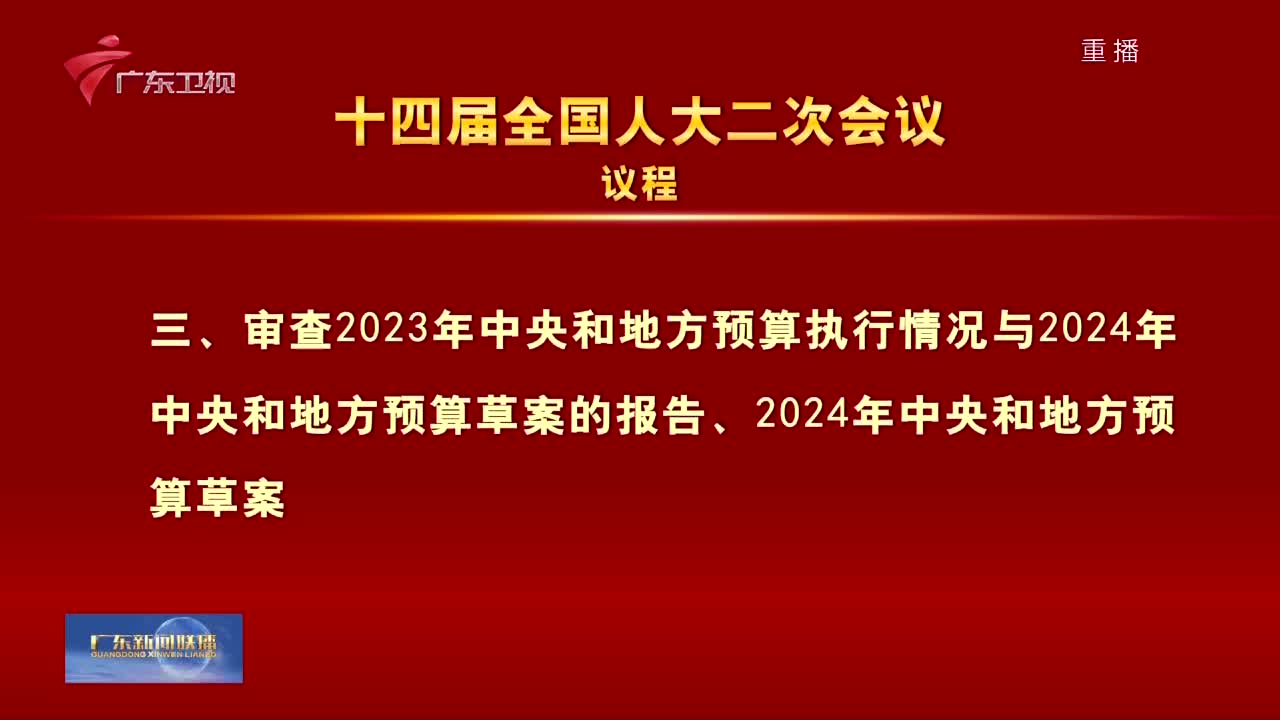 重播
广东卫视
十四届全国人大二次会议
议程
三、审查2023年中央和地方预算执行情况与2024年
中央和地方预算草案的报告、2024年中央和地方预
算草案
广东新闻联播
GUANGDONG XINWEN LIANBO